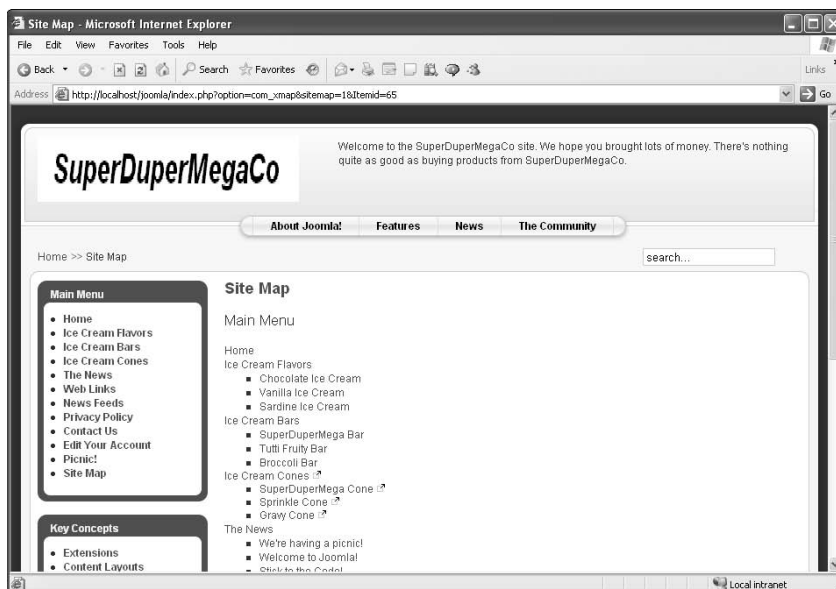 Site Map - Microsoft Internet Explorer
File Edit View Favorites Tools Help
Back Search Favorites Links
Address http://localhost/joomla/index.php?option=com_xmap&sitemap=1&Itemid=65 Go
SuperDuperMegaCo
Welcome to the SuperDuperMegaCo site. We hope you brought lots of money. There's nothing
quite as good as buying products from SuperDuperMegaCo.
About Joomla! Features News The Community
Home >> Site Map
search...
Main Menu
Home
Ice Cream Flavors
Ice Cream Bars
Ice Cream Cones
The News
Web Links
News Feeds
Privacy Policy
Contact Us
Edit Your Account
Picnic!
Site Map
Key Concepts
Extensions
Content Layouts
Site Map
Main Menu
Home
Ice Cream Flavors
Chocolate Ice Cream
Vanilla Ice Cream
Sardine Ice Cream
Ice Cream Bars
SuperDuperMega Bar
Tutti Fruity Bar
Broccoli Bar
Ice Cream Cones
SuperDuperMega Cone
Sprinkle Cone
Gravy Cone
The News
We're having a picnic!
Welcome to Joomla!
Stick to the Code!
Local intranet